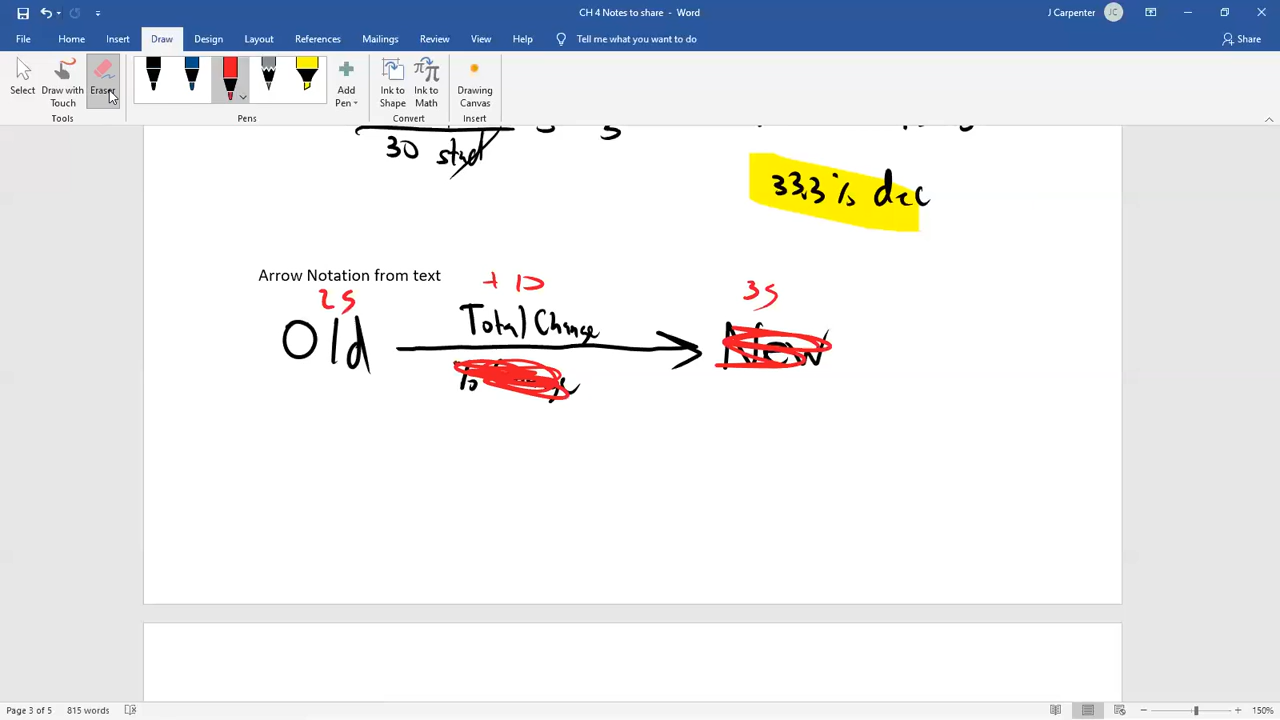 CH 4 Notes to share - Word
J Carpenter JC
File Home Insert Draw Design Layout References Mailings Review View Help Tell me what you want to do Share
Select Draw with Touch Eraser Add Pen Ink to Shape Ink to Math Drawing Canvas
Tools Pens Convert Insert
30 stud
33.3% dec
Arrow Notation from text
25 +10 35
Old Total Change New
Page 3 of 5 815 words 150%